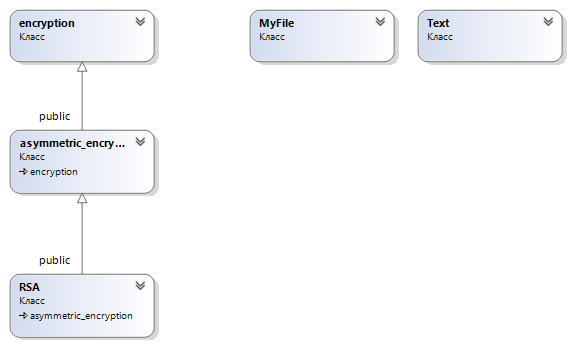 encryption
Класс
MyFile
Класс
Text
Класс
public
asymmetric_encry...
Класс
encryption
public
RSA
Класс
asymmetric_encryption